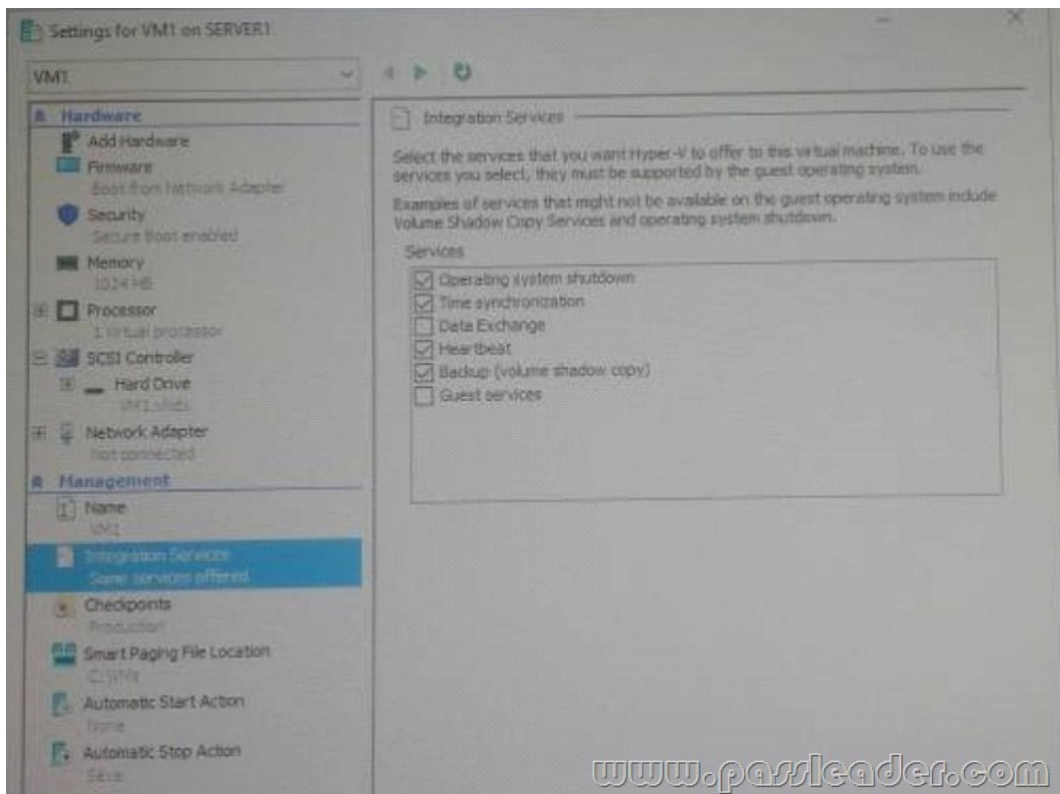 Settings for VM1 on SERVER1
VM1
Hardware
Add Hardware
Firmware
Boot from Network Adapter
Security
Secure Boot enabled
Memory
1024 MB
Processor
1 Virtual processor
SCSI Controller
Hard Drive
VM1.vhdx
Network Adapter
Not connected
Management
Name
VM1
Integration Services
Some services offered
Checkpoints
Production
Smart Paging File Location
Automatic Start Action
None
Automatic Stop Action
Save
Integration Services
Select the services that you want Hyper-V to offer to this virtual machine. To use the
services you select, they must be supported by the guest operating system.
Examples of services that might not be available on the guest operating system include
Volume Shadow Copy Services and operating system shutdown.
Services
Operating system shutdown
Time synchronization
Data Exchange
Heartbeat
Backup (volume shadow copy)
Guest services
www.passleader.com